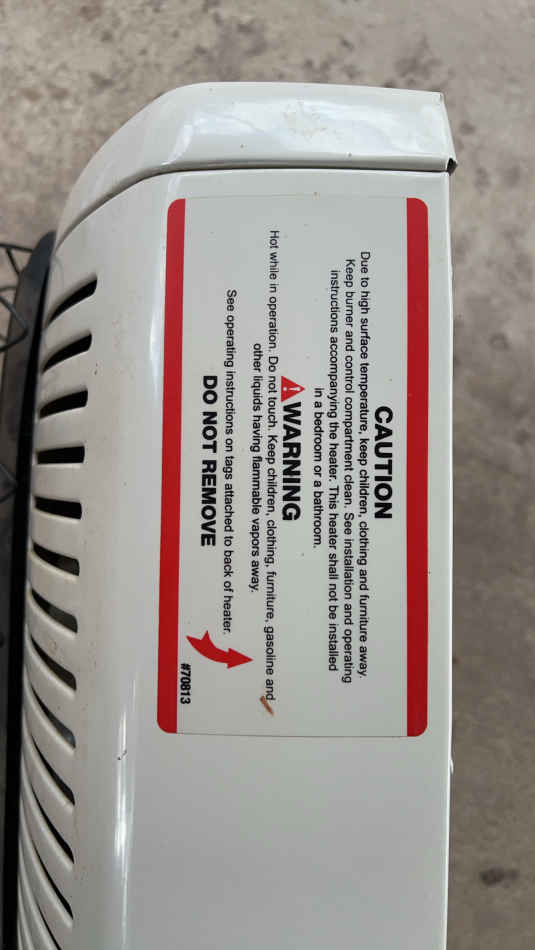 CAUTION
Due to high surface temperature, keep children, clothing and furniture away.
Keep burner and control compartment clean. See installation and operating
instructions accompanying the heater. This heater shall not be installed
in a bedroom or a bathroom.
WARNING
Hot while in operation. Do not touch. Keep children, clothing, furniture, gasoline and
other liquids having flammable vapors away.
See operating instructions on tags attached to back of heater.
DO NOT REMOVE
#70813